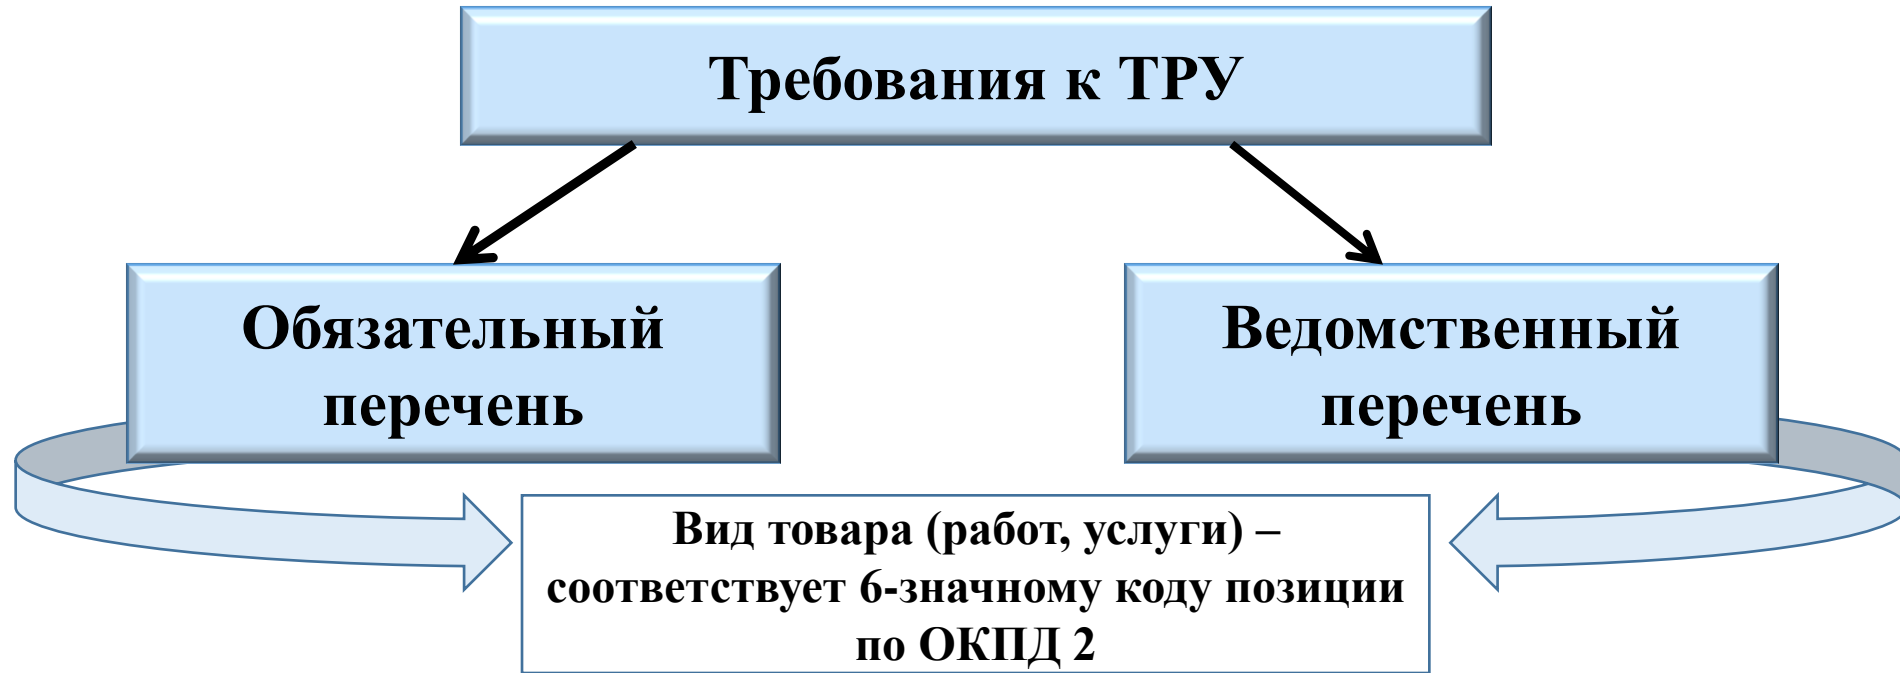 Требования к ТРУ
Обязательный
перечень
Ведомственный
перечень
Вид товара (работ, услуги) –
соответствует 6-значному коду позиции
по ОКПД 2